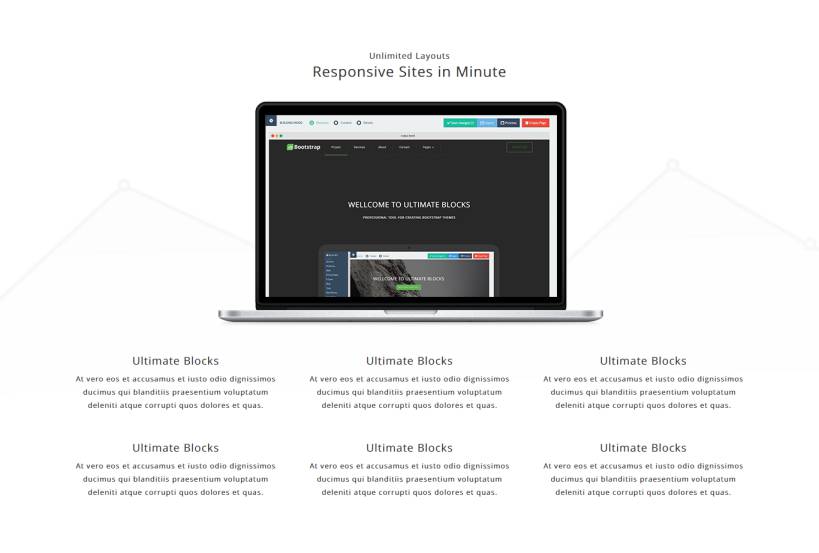 Unlimited Layouts
Responsive Sites in Minute
index.html
Bootstrap Project Services About Contact Pages
WELLCOME TO ULTIMATE BLOCKS
PROFESSIONAL TOOL FOR CREATING BOOTSTRAP THEMES
WELLCOME TO ULTIMATE BLOCKS
Ultimate Blocks
At vero eos et accusamus et iusto odio dignissimos
ducimus qui blanditiis praesentium voluptatum
deleniti atque corrupti quos dolores et quas.
Ultimate Blocks
At vero eos et accusamus et iusto odio dignissimos
ducimus qui blanditiis praesentium voluptatum
deleniti atque corrupti quos dolores et quas.
Ultimate Blocks
At vero eos et accusamus et iusto odio dignissimos
ducimus qui blanditiis praesentium voluptatum
deleniti atque corrupti quos dolores et quas.
Ultimate Blocks
At vero eos et accusamus et iusto odio dignissimos
ducimus qui blanditiis praesentium voluptatum
deleniti atque corrupti quos dolores et quas.
Ultimate Blocks
At vero eos et accusamus et iusto odio dignissimos
ducimus qui blanditiis praesentium voluptatum
deleniti atque corrupti quos dolores et quas.
Ultimate Blocks
At vero eos et accusamus et iusto odio dignissimos
ducimus qui blanditiis praesentium voluptatum
deleniti atque corrupti quos dolores et quas.